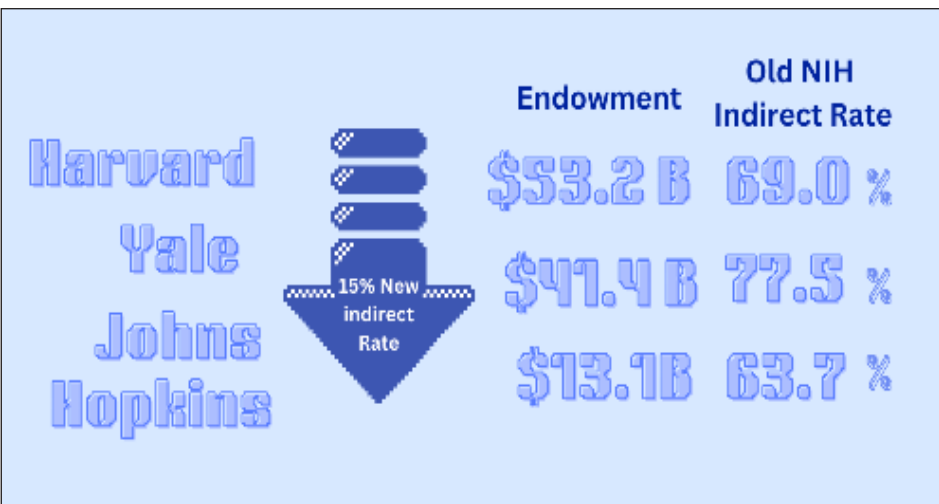 Endowment
Old NIH
Indirect Rate
Harvard
$53.2 B 69.0 %
Yale
$41.4 B 77.5 %
15% New
indirect
Rate
Johns
Hopkins
$13.1B 63.7 %